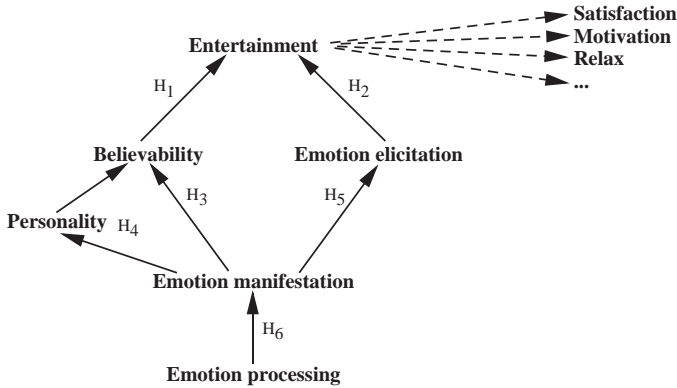 Satisfaction
Entertainment
Motivation
Relax
...
H1
H2
Believability
Emotion elicitation
H3
H5
Personality
H4
Emotion manifestation
H6
Emotion processing